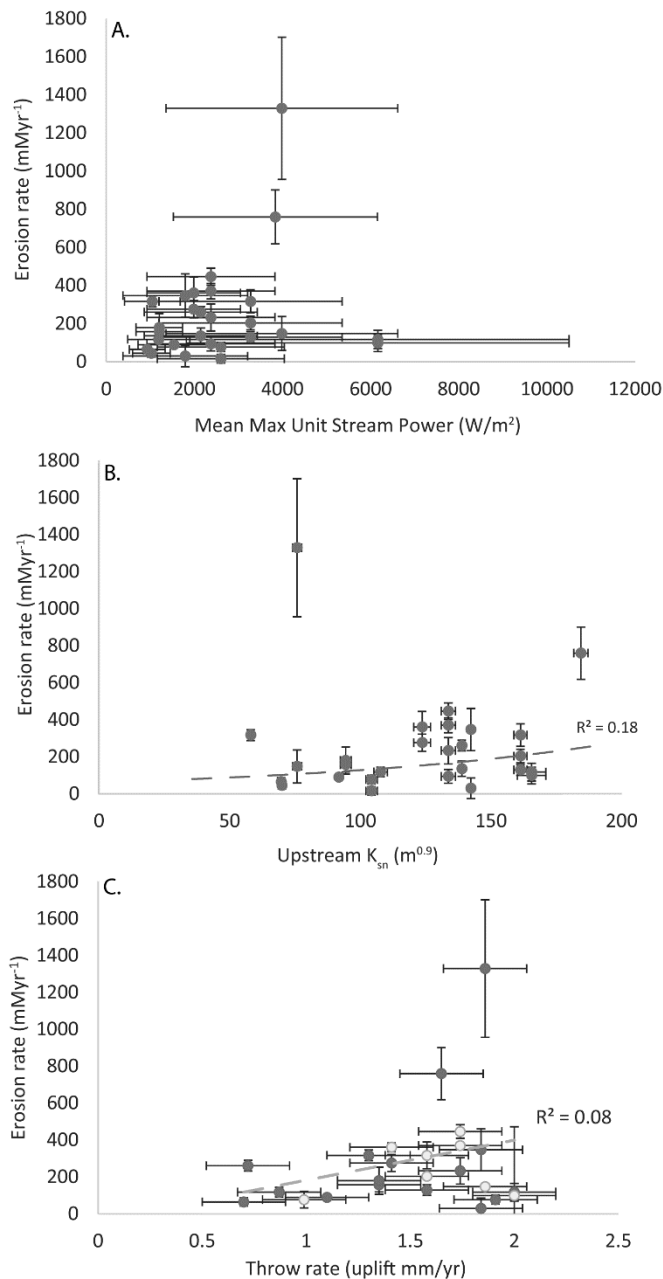 A.
1800
1600
1400
1200
1000
800
600
400
200
0
Erosion rate (mMyr⁻¹)
0 2000 4000 6000 8000 10000 12000
Mean Max Unit Stream Power (W/m²)
B.
1800
1600
1400
1200
1000
800
600
400
200
0
Erosion rate (mMyr⁻¹)
R² = 0.18
0 50 100 150 200
Upstream Kₛₙ (m⁰·⁹)
C.
1800
1600
1400
1200
1000
800
600
400
200
0
Erosion rate (mMyr⁻¹)
R² = 0.08
0 0.5 1 1.5 2 2.5
Throw rate (uplift mm/yr)